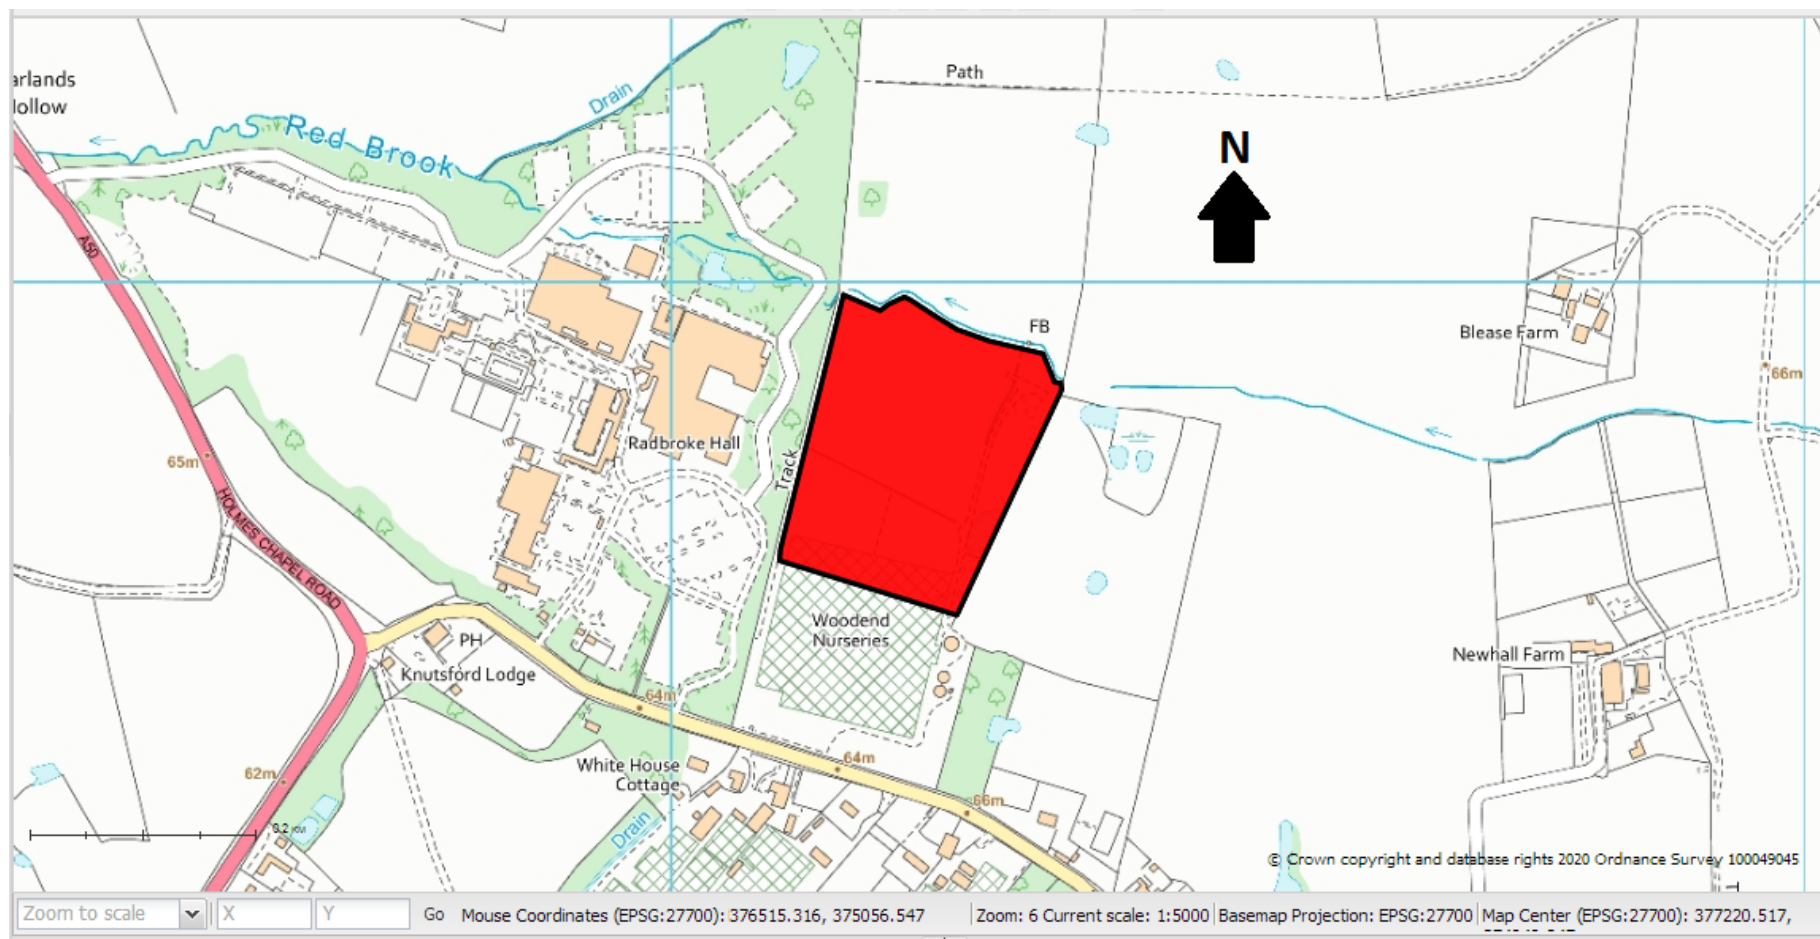 arlands
Hollow
Path
Drain
Red Brook
N
A50
FB
Blease Farm
66m
Radbroke Hall
65m
Track
HOLMES CHAPEL ROAD
Woodend
Nurseries
PH
Knutsford Lodge
Newhall Farm
64m
64m
White House
Cottage
62m
66m
Drain
0.2 KM
© Crown copyright and database rights 2020 Ordnance Survey 100049045
Zoom to scale
X
Y
Go
Mouse Coordinates (EPSG:27700): 376515.316, 375056.547
Zoom: 6 Current scale: 1:5000
Basemap Projection: EPSG:27700
Map Center (EPSG:27700): 377220.517,